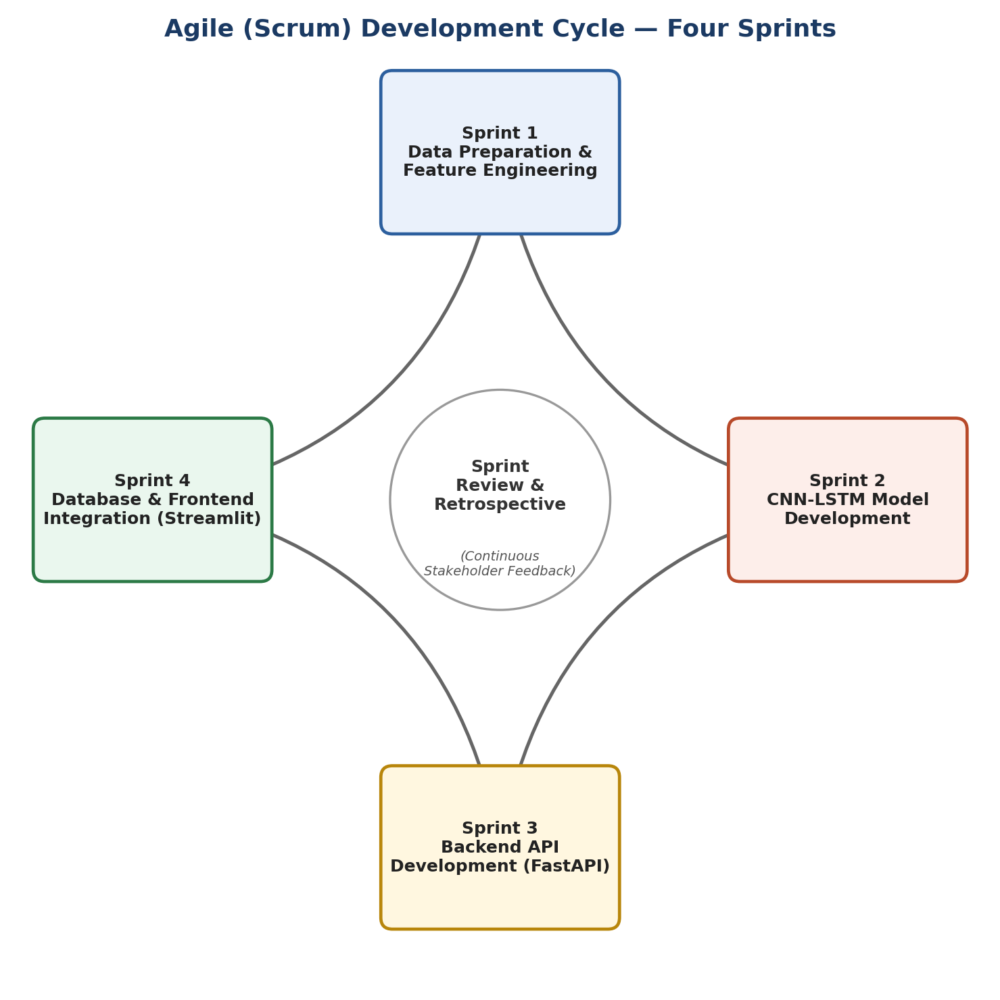 Agile (Scrum) Development Cycle — Four Sprints
Sprint 1
Data Preparation &
Feature Engineering
Sprint 4
Database & Frontend
Integration (Streamlit)
Sprint
Review &
Retrospective
(Continuous
Stakeholder Feedback)
Sprint 2
CNN-LSTM Model
Development
Sprint 3
Backend API
Development (FastAPI)